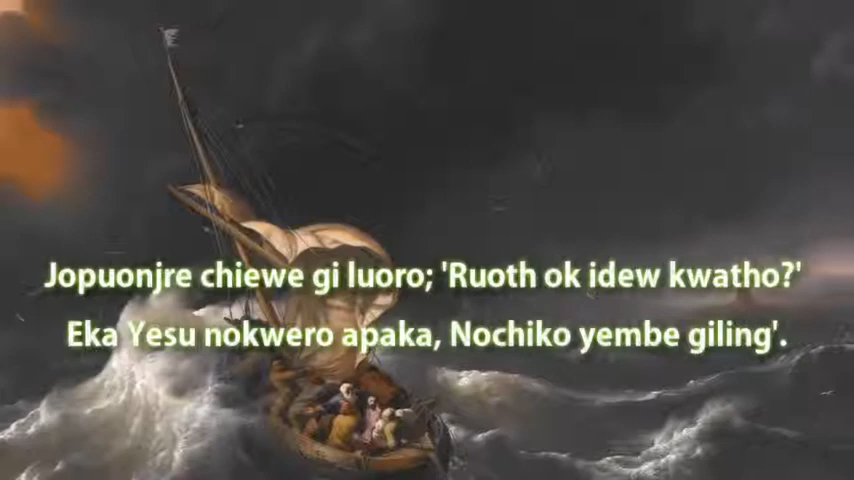 Jopuonjre chiewe gi luoro; 'Ruoth ok idew kwatho?'
Eka Yesu nokwero apaka, Nochiko yembe giling'.